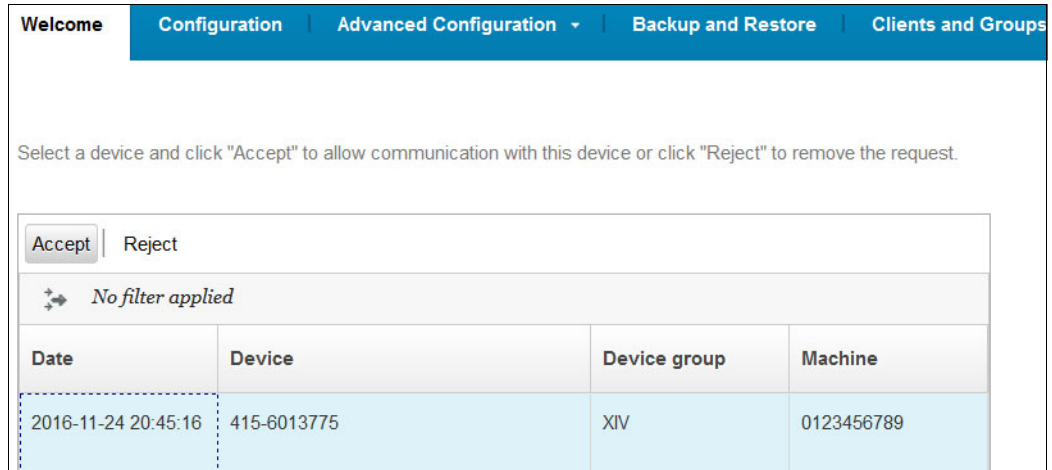 Welcome Configuration Advanced Configuration Backup and Restore Clients and Groups
Select a device and click "Accept" to allow communication with this device or click "Reject" to remove the request.
Accept Reject
No filter applied
Date Device Device group Machine
2016-11-24 20:45:16 415-6013775 XIV 0123456789